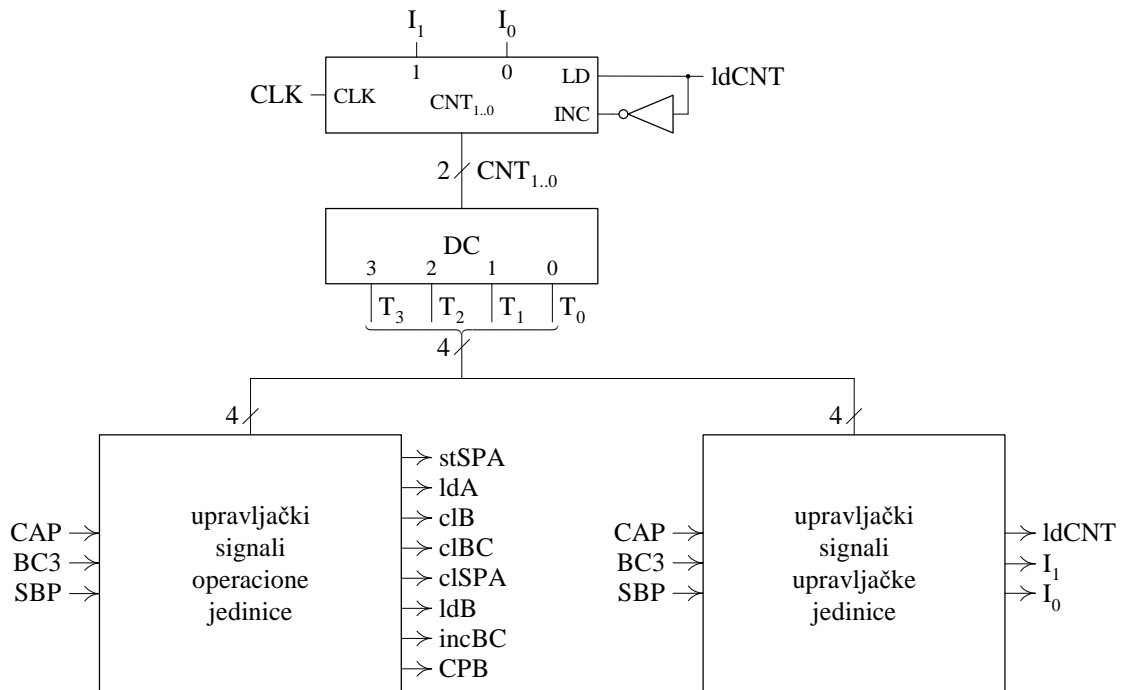 I₁ I₀
1 0 LD ldCNT
CLK CLK CNT₁..₀ INC
2 CNT₁..₀
DC
3 2 1 0
T₃ T₂ T₁ T₀
4
4 4
CAP
BC3
SBP
upravljački
signali
operacione
jedinice
stSPA
ldA
clB
clBC
clSPA
ldB
incBC
CPB
CAP
BC3
SBP
upravljački
signali
upravljačke
jedinice
ldCNT
I₁
I₀